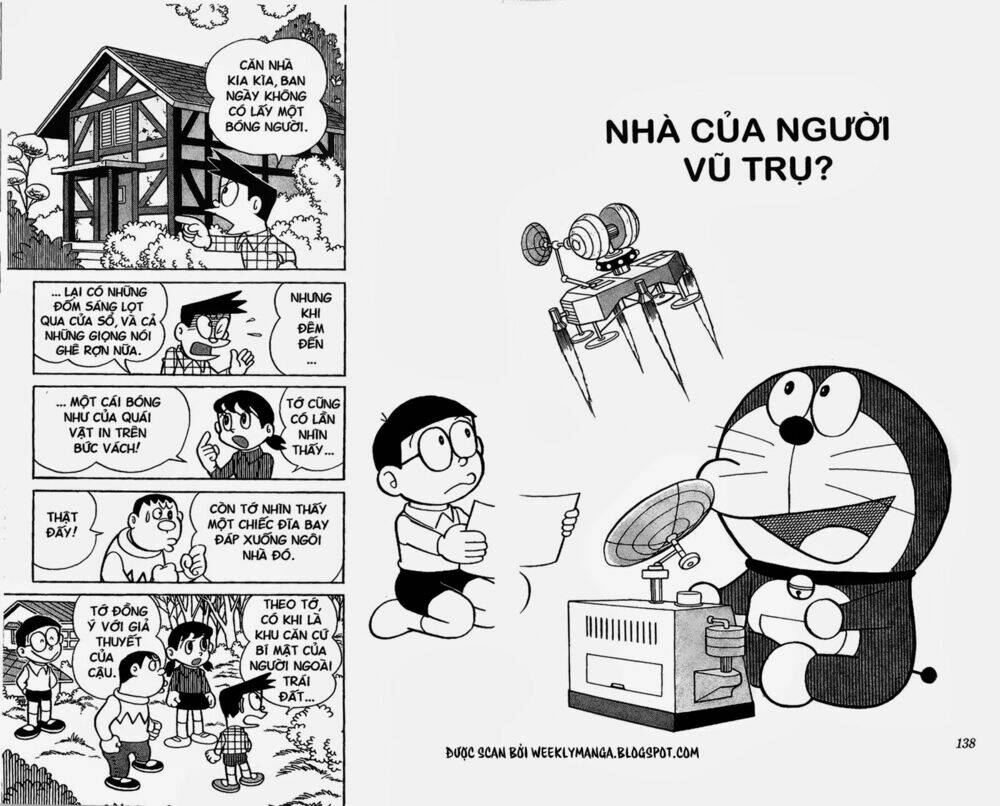 NHÀ CỦA NGƯỜI
VŨ TRỤ?
ĐƯỢC SCAN BỞI WEEKLYMANGA.BLOGSPOT.COM
138
CĂN NHÀ
KIA KÌA, BAN
NGÀY KHÔNG
CÓ LẤY MỘT
BÓNG NGƯỜI.
NHƯNG
KHI
ĐÊM
ĐẾN
...
... LẠI CÓ NHỮNG
ĐỐM SÁNG LỌT
QUA CỬA SỔ, VÀ CẢ
NHỮNG GIỌNG NÓI
GHÊ RỢN NỮA.
TỚ CŨNG
CÓ LẦN
NHÌN
THẤY...
... MỘT CÁI BÓNG
NHƯ CỦA QUÁI
VẬT IN TRÊN
BỨC VÁCH!
CÒN TỚ NHÌN THẤY
MỘT CHIẾC ĐĨA BAY
ĐÁP XUỐNG NGÔI
NHÀ ĐÓ.
THẬT
ĐẤY!
THEO TỚ,
CÓ KHI LÀ
KHU CĂN CỨ
BÍ MẬT CỦA
NGƯỜI NGOÀI
TRÁI
ĐẤT...
TỚ ĐỒNG
Ý VỚI GIẢ
THUYẾT
CỦA
CẬU.